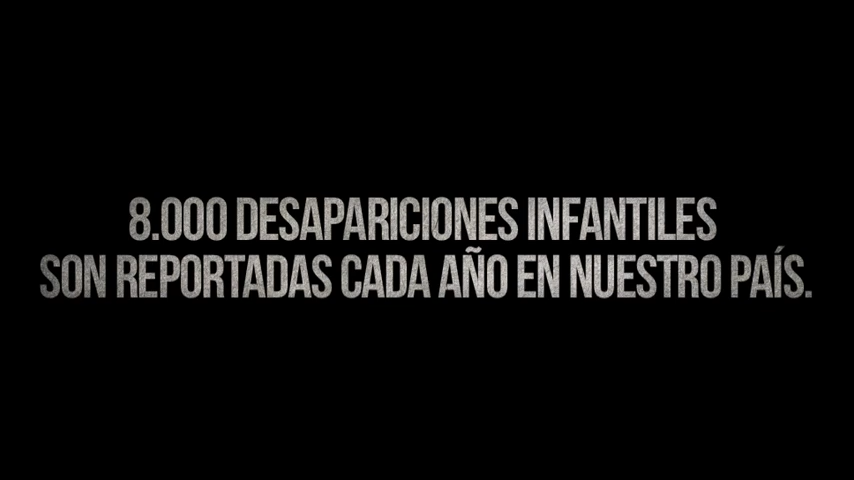 8.000 DESAPARICIONES INFANTILES
SON REPORTADAS CADA AÑO EN NUESTRO PAÍS.